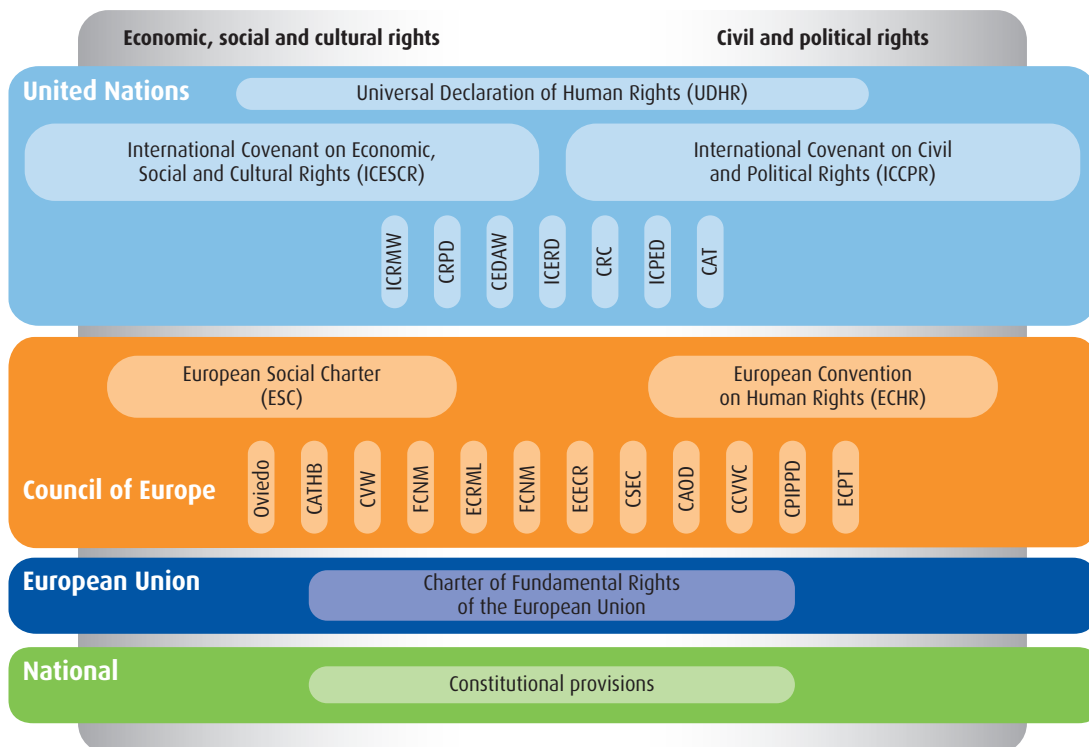 Economic, social and cultural rights
Civil and political rights
United Nations
Universal Declaration of Human Rights (UDHR)
International Covenant on Economic,
Social and Cultural Rights (ICESCR)
International Covenant on Civil
and Political Rights (ICCPR)
ICRMW
CRPD
CEDAW
ICERD
CRC
ICPED
CAT
European Social Charter
(ESC)
European Convention
on Human Rights (ECHR)
Council of Europe
Oviedo
CATHB
CVW
FCNM
ECRML
FCNM
ECECR
CSEC
CAOD
CCVVC
CPIPPD
ECPT
European Union
Charter of Fundamental Rights
of the European Union
National
Constitutional provisions